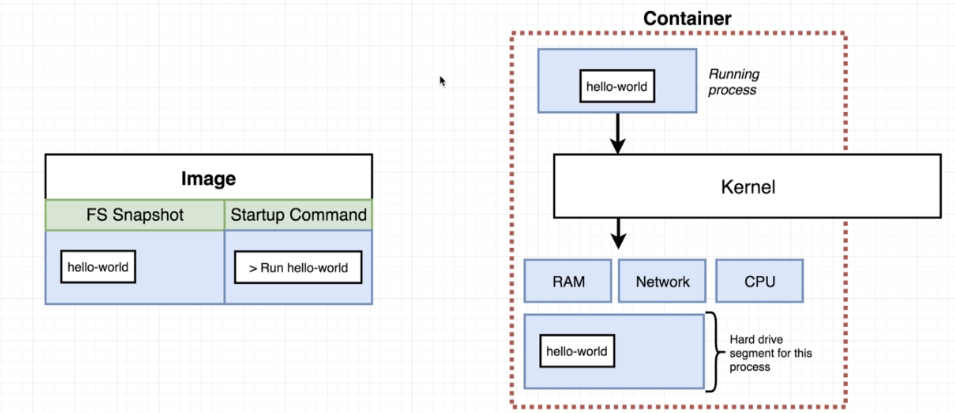 Image
FS Snapshot
Startup Command
hello-world
> Run hello-world
Container
hello-world
Running
process
Kernel
RAM
Network
CPU
hello-world
Hard drive
segment for this
process